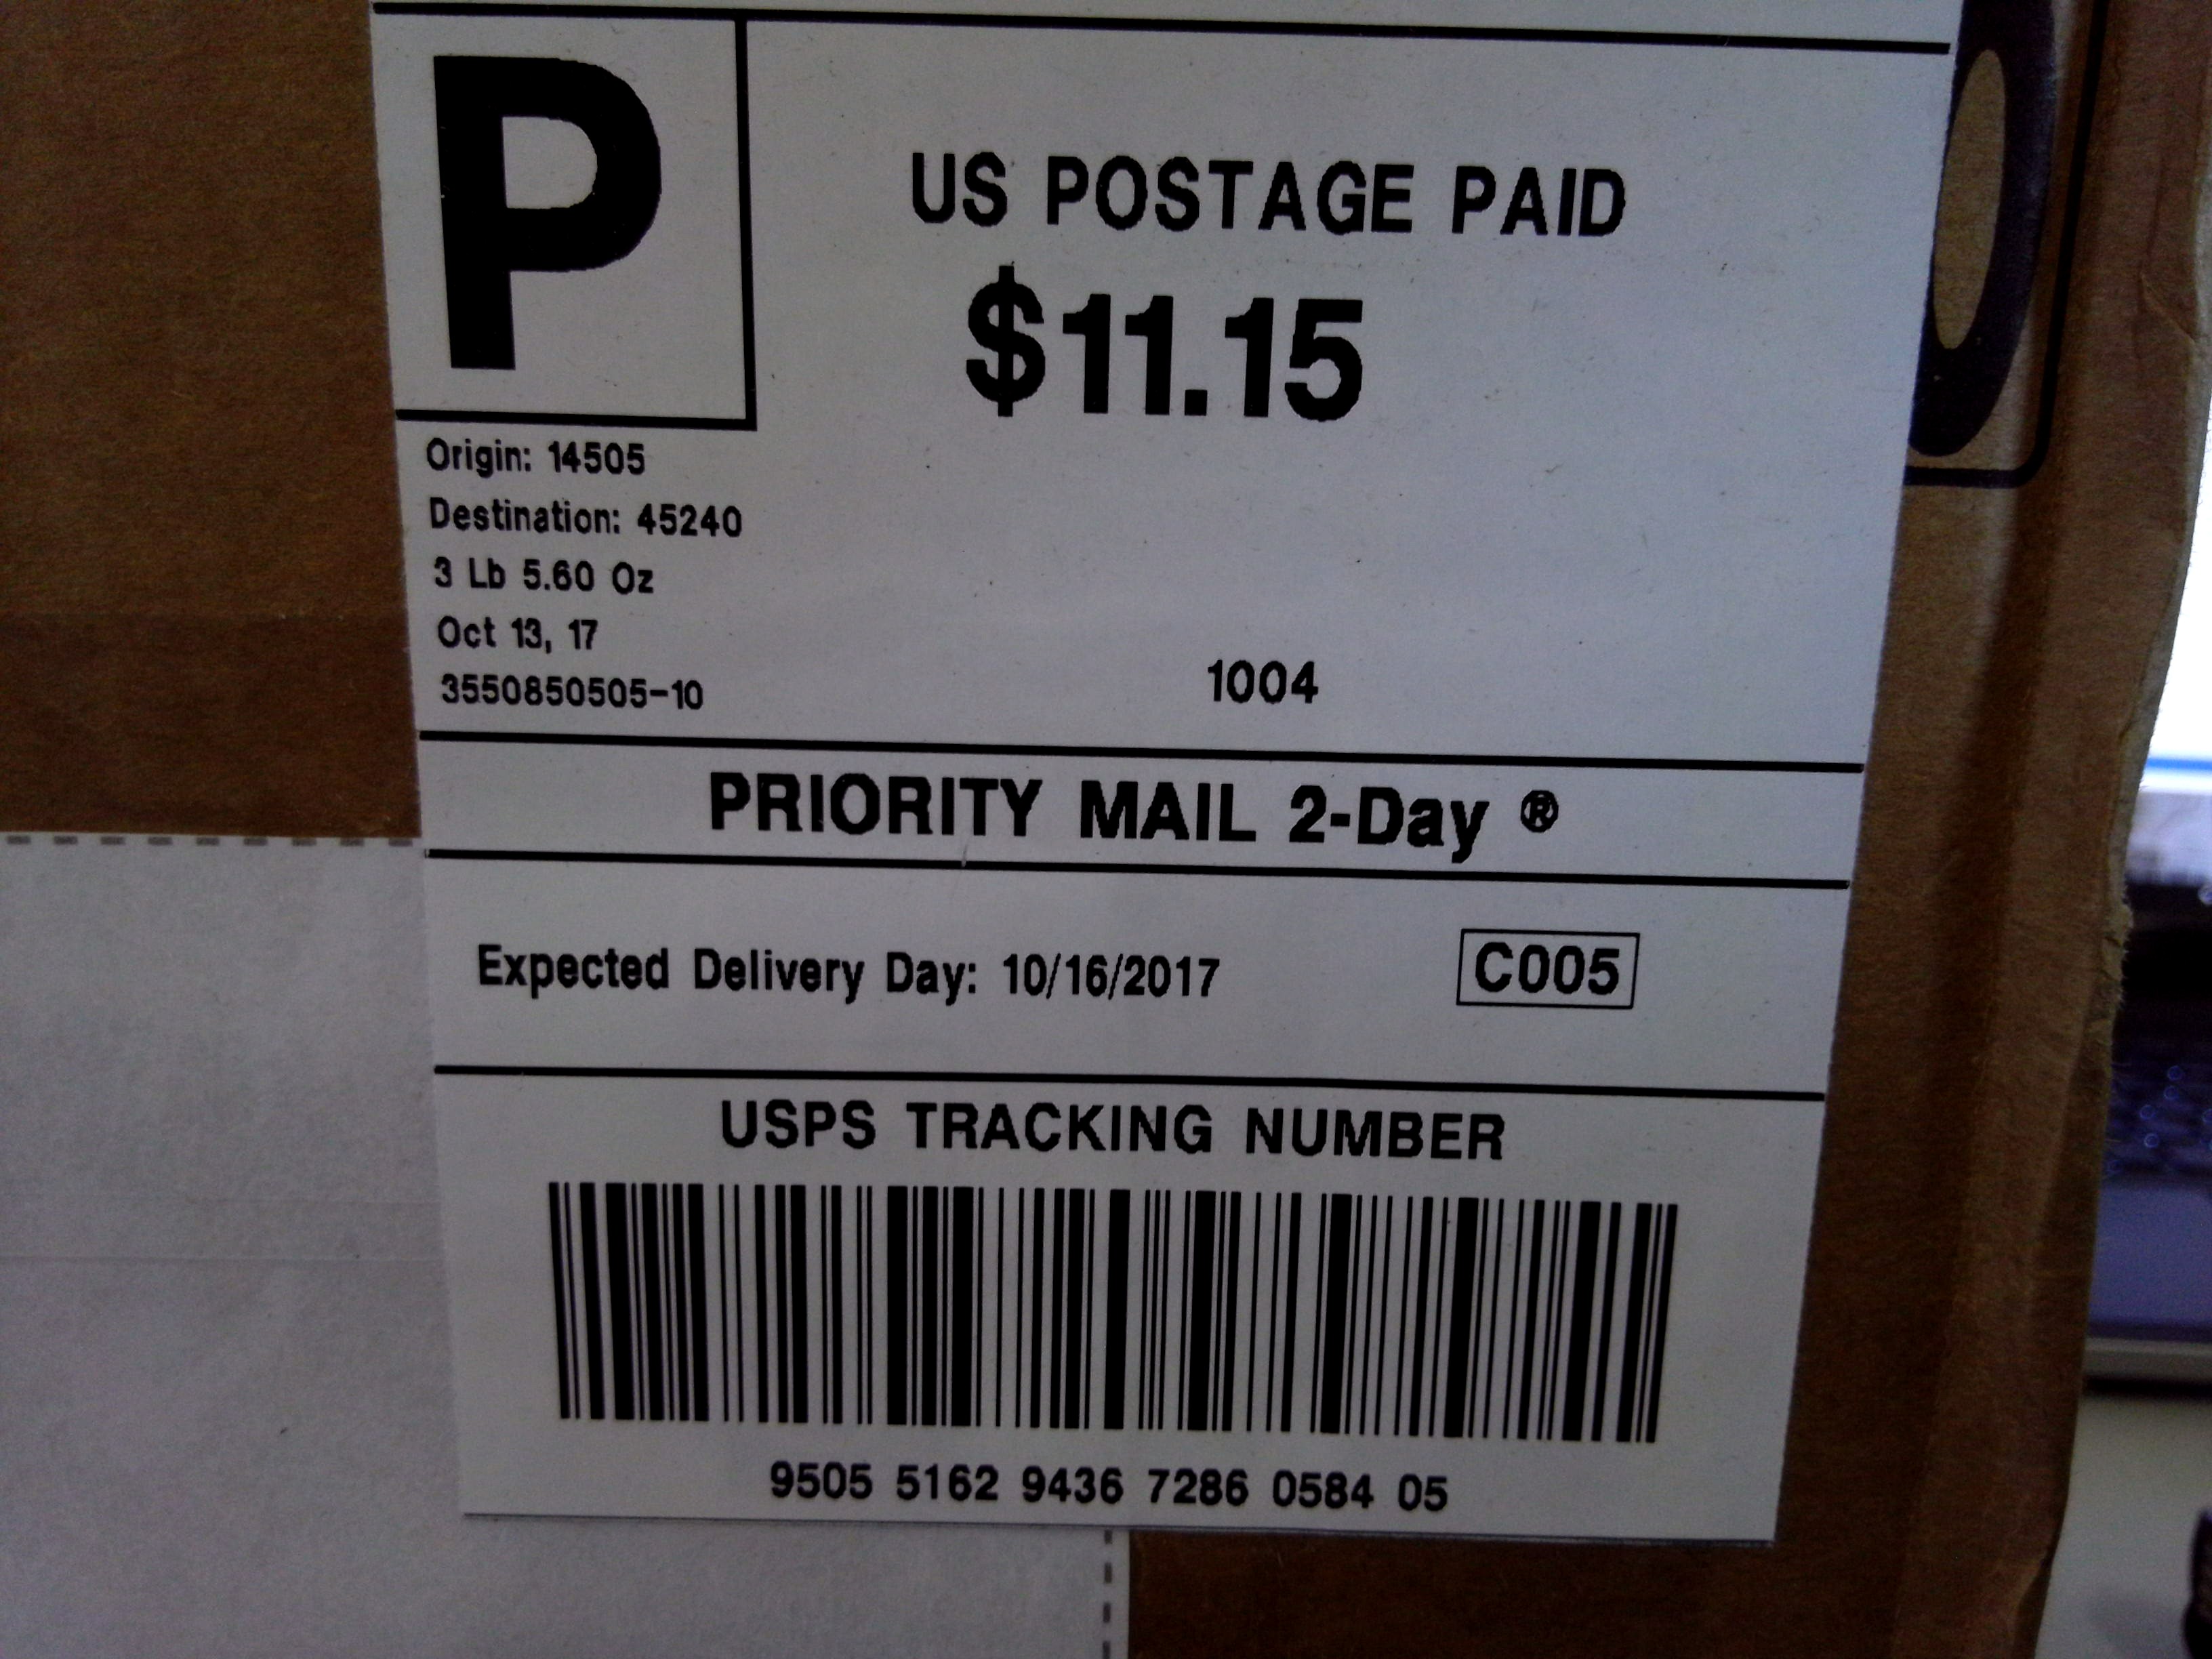 P
US POSTAGE PAID
$11.15
Origin: 14505
Destination: 45240
3 Lb 5.60 Oz
Oct 13, 17
3550850505-10
1004
PRIORITY MAIL 2-Day ®
Expected Delivery Day: 10/16/2017
C005
USPS TRACKING NUMBER
9505 5162 9436 7286 0584 05